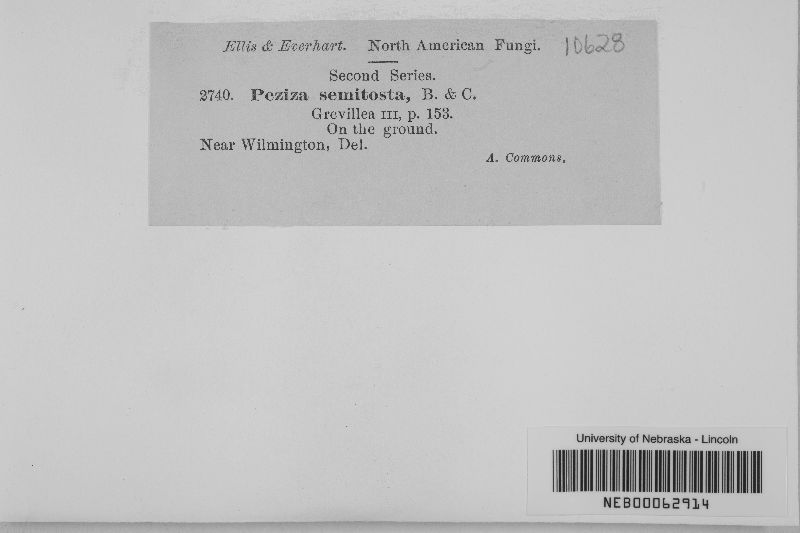 Ellis & Everhart. North American Fungi. 10628
Second Series.
2740. Peziza semitosta, B. & C.
Grevillea III, p. 153.
On the ground.
Near Wilmington, Del.
A. Commons.
University of Nebraska - Lincoln
NEB00062914